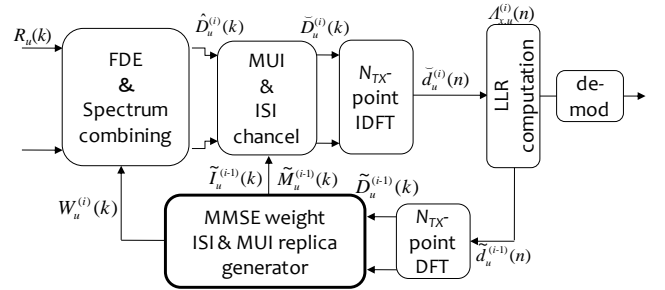 R_u(k)
FDE
&
Spectrum
combining
D̂_u^(i)(k)
MUI
&
ISI
chancel
D̆_u^(i)(k)
N_TX-
point
IDFT
d̆_u^(i)(n)
Λ_x,u^(i)(n)
LLR
computation
de-
mod
W_u^(i)(k)
Ĩ_u^(i-1)(k) M̃_u^(i-1)(k)
D̃_u^(i-1)(k)
MMSE weight
ISI & MUI replica
generator
N_TX-
point
DFT
d̃_u^(i-1)(n)